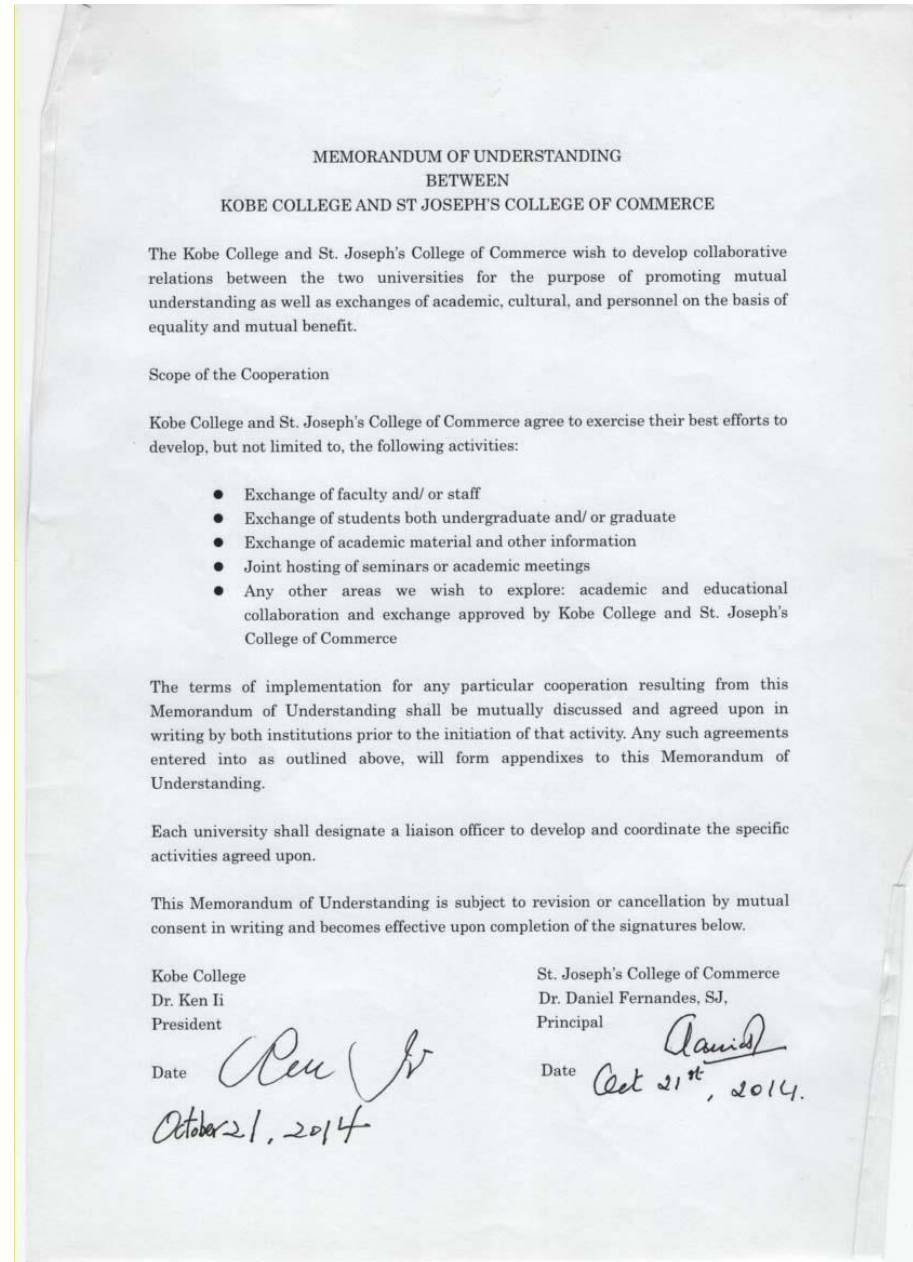 MEMORANDUM OF UNDERSTANDING
BETWEEN
KOBE COLLEGE AND ST JOSEPH'S COLLEGE OF COMMERCE
The Kobe College and St. Joseph's College of Commerce wish to develop collaborative
relations between the two universities for the purpose of promoting mutual
understanding as well as exchanges of academic, cultural, and personnel on the basis of
equality and mutual benefit.
Scope of the Cooperation
Kobe College and St. Joseph's College of Commerce agree to exercise their best efforts to
develop, but not limited to, the following activities:
● Exchange of faculty and/ or staff
● Exchange of students both undergraduate and/ or graduate
● Exchange of academic material and other information
● Joint hosting of seminars or academic meetings
● Any other areas we wish to explore: academic and educational
collaboration and exchange approved by Kobe College and St. Joseph's
College of Commerce
The terms of implementation for any particular cooperation resulting from this
Memorandum of Understanding shall be mutually discussed and agreed upon in
writing by both institutions prior to the initiation of that activity. Any such agreements
entered into as outlined above, will form appendixes to this Memorandum of
Understanding.
Each university shall designate a liaison officer to develop and coordinate the specific
activities agreed upon.
This Memorandum of Understanding is subject to revision or cancellation by mutual
consent in writing and becomes effective upon completion of the signatures below.
Kobe College
Dr. Ken Ii
President
Date Ken Ii
October 21, 2014
St. Joseph's College of Commerce
Dr. Daniel Fernandes, SJ,
Principal
Daniel
Date Oct 21st, 2014.